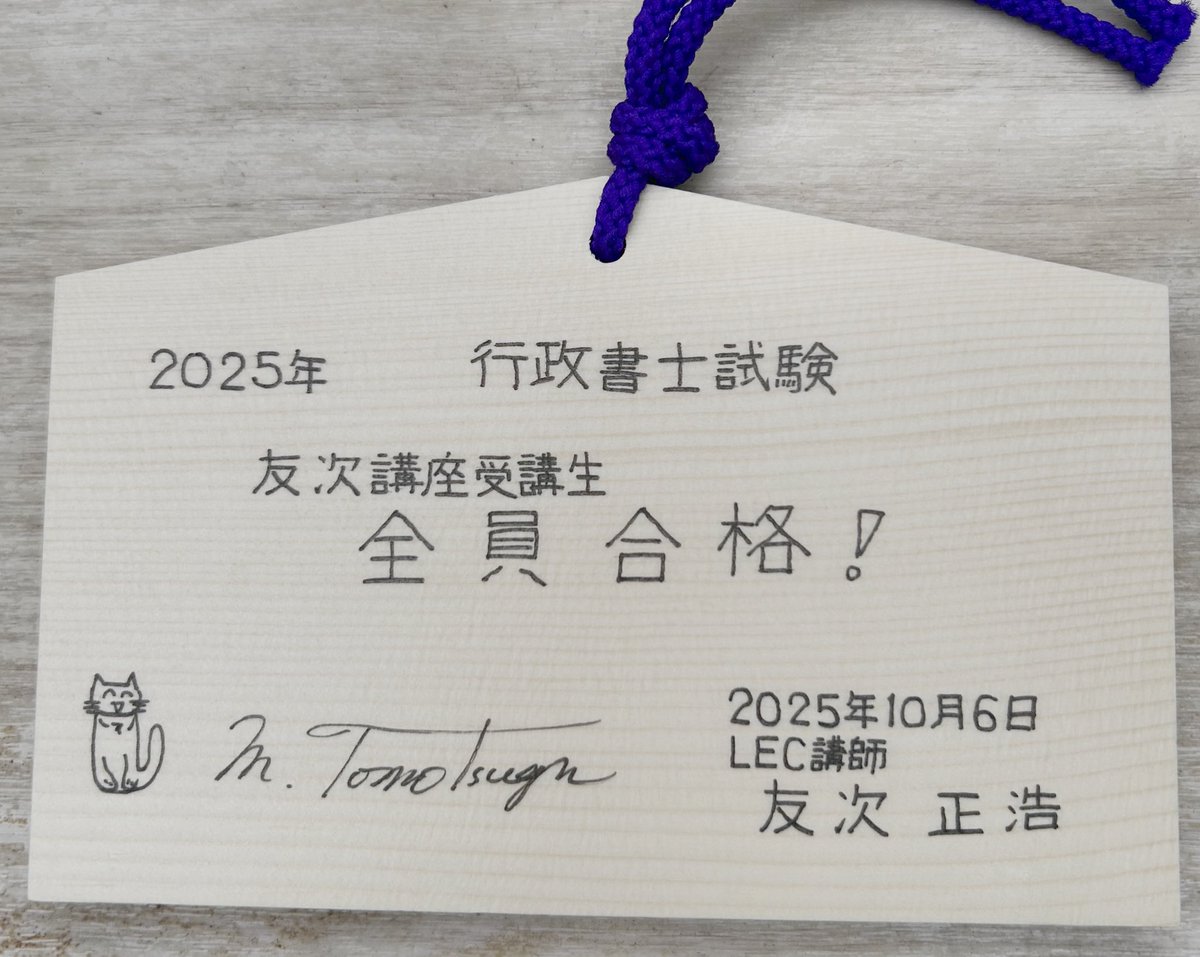 2025年 行政書士試験
友次講座受講生
全員合格!
M. Tomotsugu
2025年10月6日
LEC講師
友次 正浩